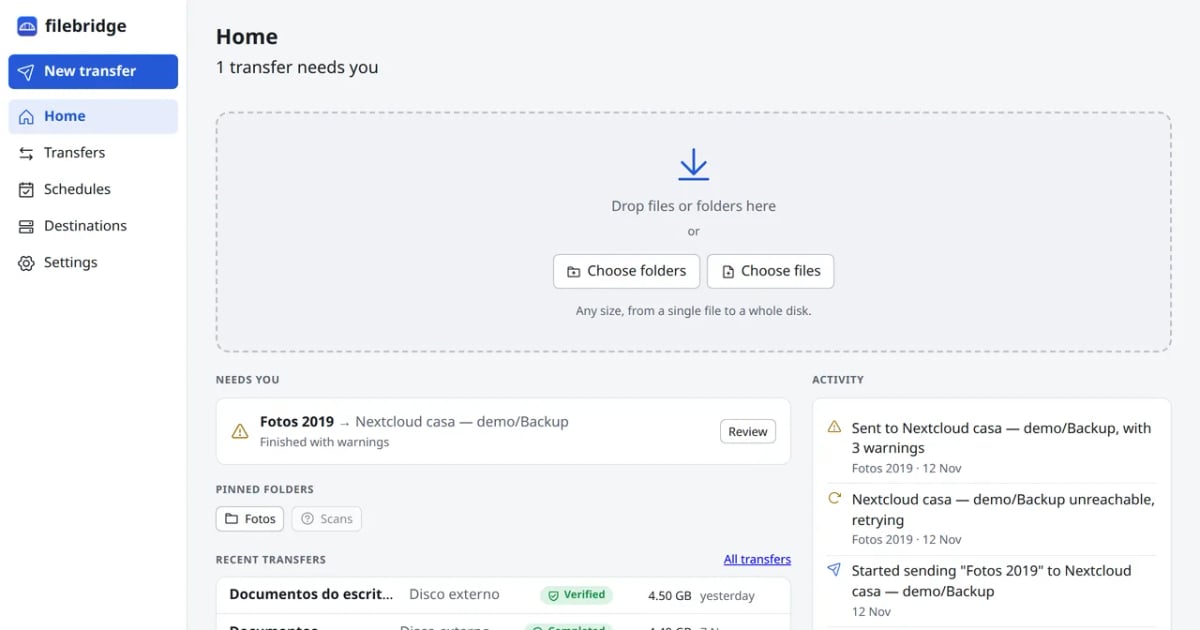 filebridge
New transfer
Home
Transfers
Schedules
Destinations
Settings
Home
1 transfer needs you
Drop files or folders here
or
Choose folders
Choose files
Any size, from a single file to a whole disk.
NEEDS YOU
Fotos 2019 → Nextcloud casa — demo/Backup
Finished with warnings
Review
PINNED FOLDERS
Fotos
Scans
RECENT TRANSFERS
All transfers
Documentos do escrit... Disco externo Verified 4.50 GB yesterday
Documentos Disco externo Completed
ACTIVITY
Sent to Nextcloud casa — demo/Backup, with
3 warnings
Fotos 2019 · 12 Nov
Nextcloud casa — demo/Backup unreachable,
retrying
Fotos 2019 · 12 Nov
Started sending "Fotos 2019" to Nextcloud
casa — demo/Backup
12 Nov